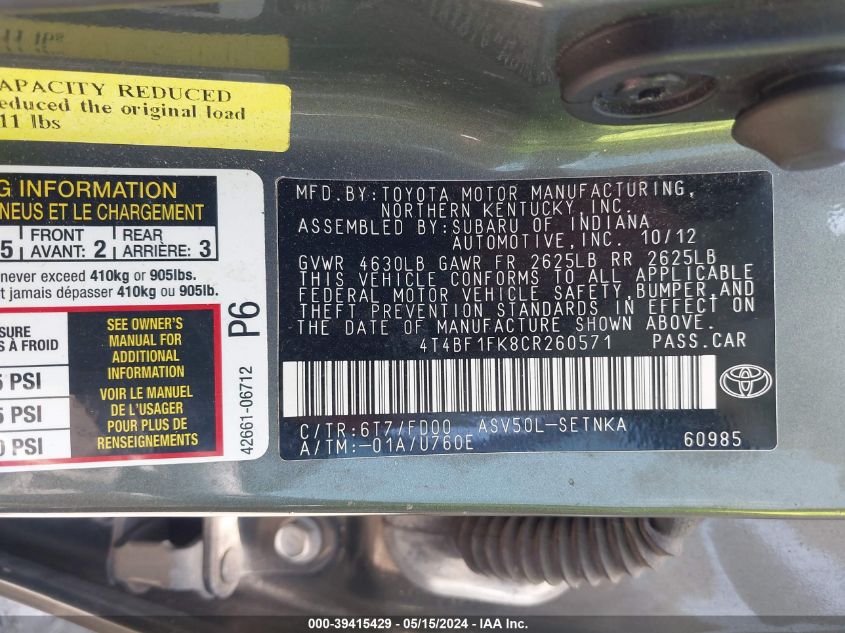 11 lbs
APACITY REDUCED
educed the original load
11 lbs
G INFORMATION
NEUS ET LE CHARGEMENT
5 FRONT AVANT: 2 REAR ARRIÈRE: 3
never exceed 410kg or 905lbs.
t jamais dépasser 410kg ou 905lb.
SURE
S À FROID
5 PSI
5 PSI
0 PSI
SEE OWNER'S
MANUAL FOR
ADDITIONAL
INFORMATION
VOIR LE MANUEL
DE L'USAGER
POUR PLUS DE
RENSEIGNEMENTS
P6
42661-06712
MFD.BY:TOYOTA MOTOR MANUFACTURING,
NORTHERN KENTUCKY,INC.
ASSEMBLED BY:SUBARU OF INDIANA
AUTOMOTIVE,INC. 10/12
GVWR 4630LB GAWR FR 2625LB RR 2625LB
THIS VEHICLE CONFORMS TO ALL APPLICABLE
FEDERAL MOTOR VEHICLE SAFETY,BUMPER,AND
THEFT PREVENTION STANDARDS IN EFFECT ON
THE DATE OF MANUFACTURE SHOWN ABOVE.
4T4BF1FK8CR260571 PASS.CAR
C/TR:6T7/FD00 ASV50L-SETNKA
A/TM:-01A/U760E 60985
000-39415429 - 05/15/2024 - IAA Inc.